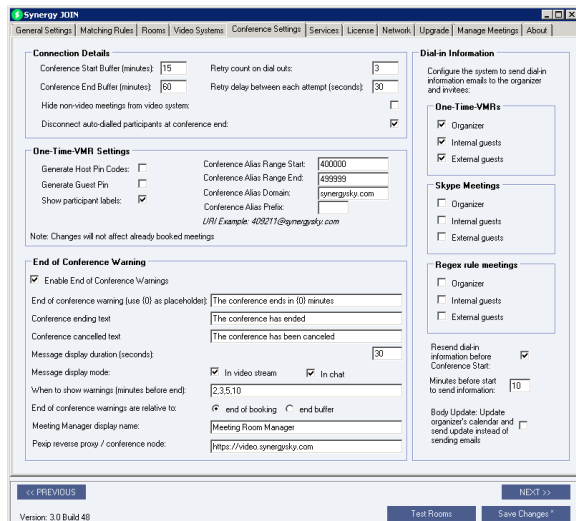 Synergy JOIN
General Settings Matching Rules Rooms Video Systems Conference Settings Services License Network Upgrade Manage Meetings About
Connection Details
Conference Start Buffer (minutes): 15 Retry count on dial outs: 3
Conference End Buffer (minutes): 60 Retry delay between each attempt (seconds): 30
Hide non-video meetings from video system:
Disconnect auto-dialled participants at conference end:
One-Time-VMR Settings
Generate Host Pin Codes: Conference Alias Range Start: 400000
Conference Alias Range End: 499999
Generate Guest Pin
Conference Alias Domain: synergysky.com
Show participant labels:
Conference Alias Prefix:
URI Example: 409211@synergysky.com
Note: Changes will not affect already booked meetings
End of Conference Warning
Enable End of Conference Warnings
End of conference warning (use {0} as placeholder): The conference ends in {0} minutes
Conference ending text The conference has ended
Conference cancelled text The conference has been canceled
Message display duration (seconds): 30
Message display mode: In video stream In chat
When to show warnings (minutes before end): 2,3,5,10
End of conference warnings are relative to: end of booking end buffer
Meeting Manager display name: Meeting Room Manager
Pexip reverse proxy / conference node: https://video.synergysky.com
Dial-in Information
Configure the system to send dial-in
information emails to the organizer
and invitees:
One-Time-VMRs
Organizer
Internal guests
External guests
Skype Meetings
Organizer
Internal guests
External guests
Regex rule meetings
Organizer
Internal guests
External guests
Resend dial-in
information before
Conference Start:
Minutes before start
to send information: 10
Body Update: Update
organizer's calendar and
send update instead of
sending emails
<< PREVIOUS NEXT >>
Version: 3.0 Build 48 Test Rooms Save Changes *